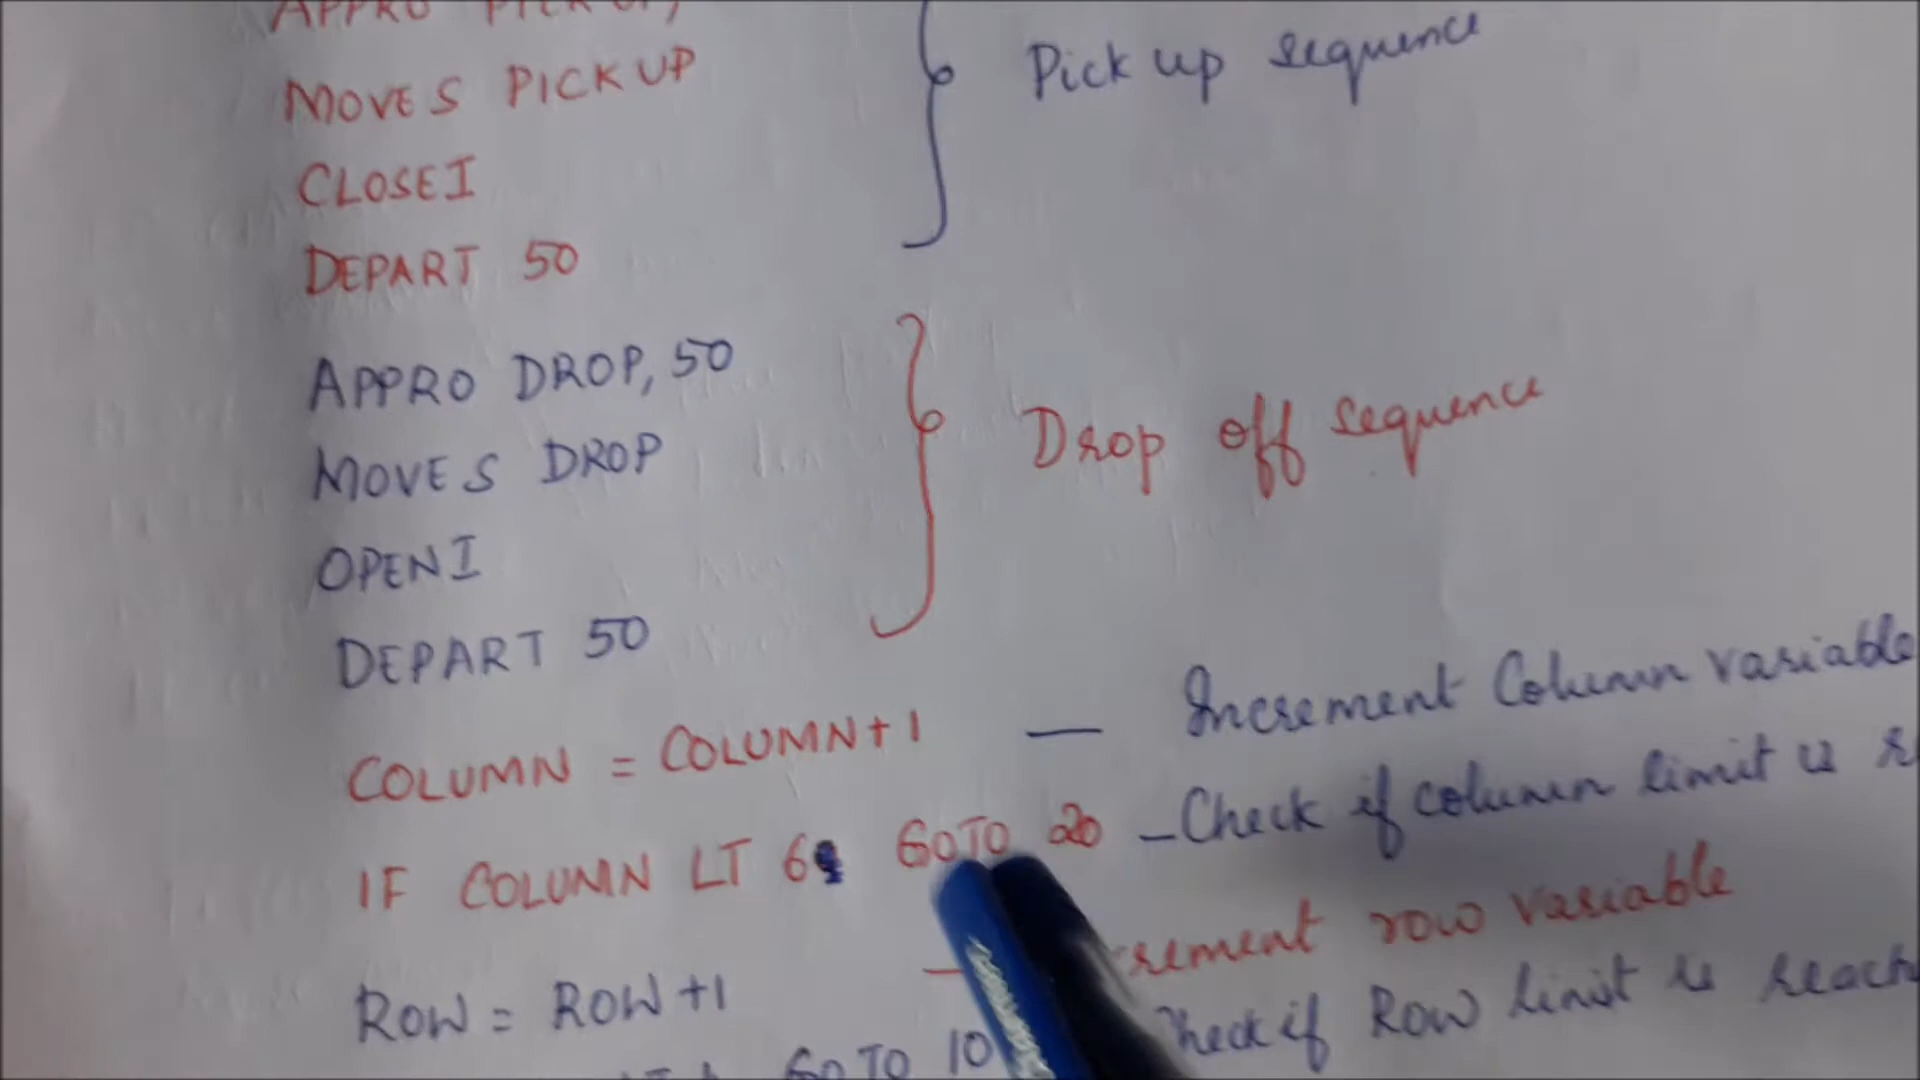 APPRO PICKUP,
MOVES PICKUP
CLOSEI
DEPART 50
Pick up sequence
APPRO DROP, 50
MOVES DROP
OPENI
DEPART 50
Drop off sequence
COLUMN = COLUMN+1 — Increment Column variable
IF COLUMN LT 6 GOTO 20 – Check if column limit is
ROW = ROW+1 — row variable
GOTO 10 Check if Row limit is